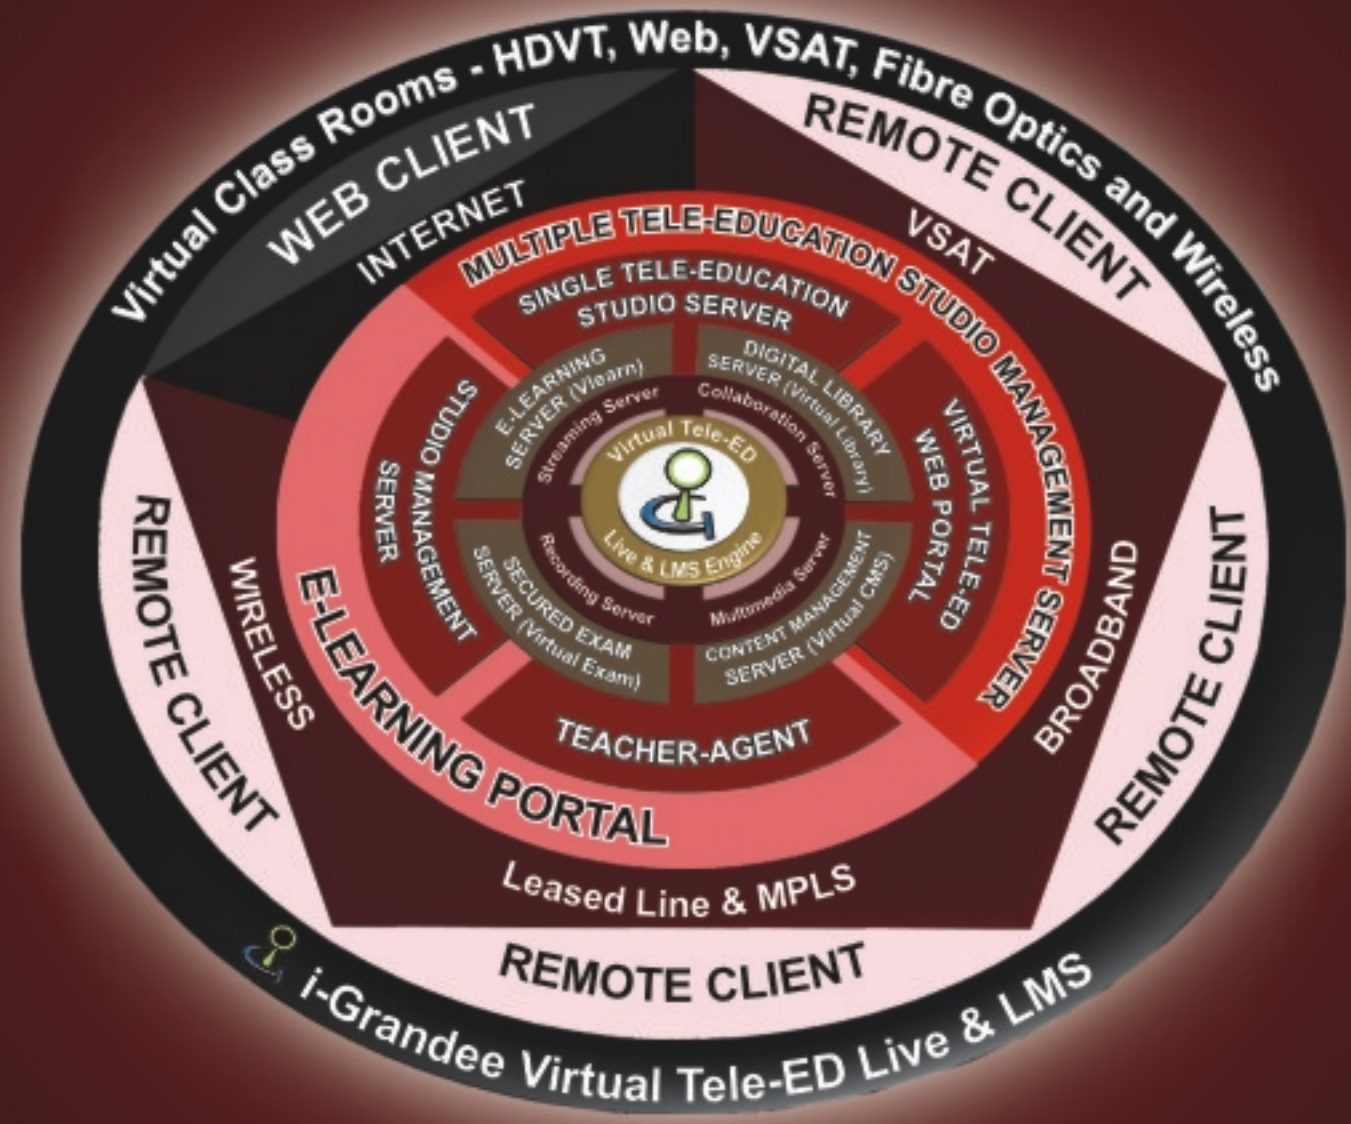 Virtual Class Rooms - HDVT, Web, VSAT, Fibre Optics and Wireless
WEB CLIENT
INTERNET
REMOTE CLIENT
VSAT
MULTIPLE TELE-EDUCATION STUDIO MANAGEMENT SERVER
SINGLE TELE-EDUCATION
STUDIO SERVER
E-LEARNING
SERVER (Vlearn)
DIGITAL LIBRARY
SERVER (Virtual Library)
Streaming Server
Collaboration Server
Virtual Tele-ED
Live & LMS Engine
STUDIO MANAGEMENT
SERVER
VIRTUAL TELE-ED
WEB PORTAL
Recording Server
Multimedia Server
SECURED EXAM
SERVER (Virtual Exam)
CONTENT MANAGEMENT
SERVER (Virtual CMS)
TEACHER-AGENT
E-LEARNING PORTAL
WIRELESS
REMOTE CLIENT
BROADBAND
REMOTE CLIENT
Leased Line & MPLS
REMOTE CLIENT
i-Grandee Virtual Tele-ED Live & LMS